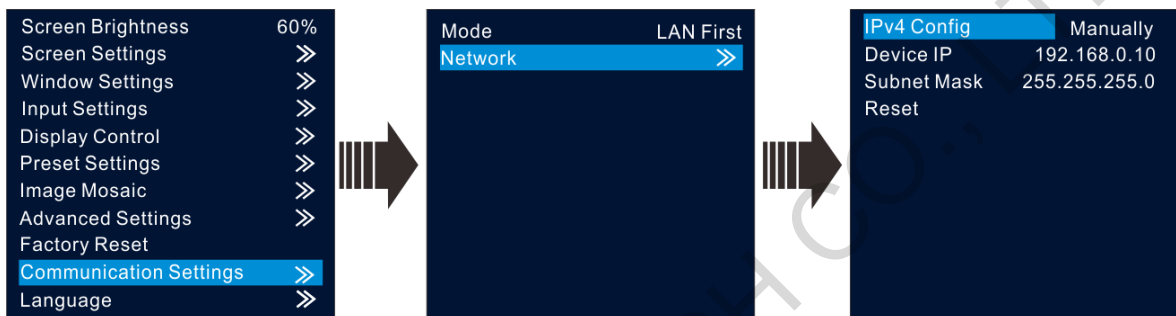 Screen Brightness 60%
Screen Settings
Window Settings
Input Settings
Display Control
Preset Settings
Image Mosaic
Advanced Settings
Factory Reset
Communication Settings
Language
Mode LAN First
Network
IPv4 Config Manually
Device IP 192.168.0.10
Subnet Mask 255.255.255.0
Reset
H CO., LT